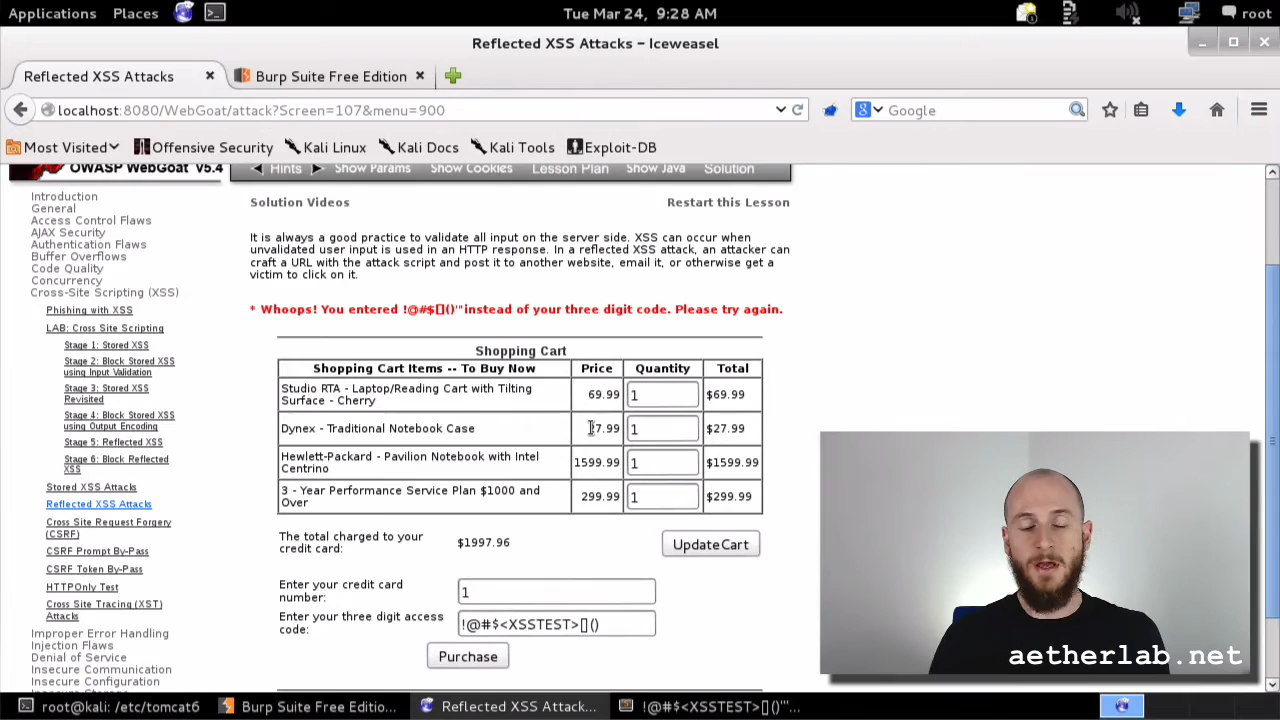 Applications Places Tue Mar 24, 9:28 AM root
Reflected XSS Attacks - Iceweasel
Reflected XSS Attacks Burp Suite Free Edition
localhost:8080/WebGoat/attack?Screen=107&menu=900 Google
Most Visited Offensive Security Kali Linux Kali Docs Kali Tools Exploit-DB
OWASP WebGoat V5.4 Hints Show Params Show Cookies Lesson Plan Show Java Solution
Introduction
General
Access Control Flaws
AJAX Security
Authentication Flaws
Buffer Overflows
Code Quality
Concurrency
Cross-Site Scripting (XSS)
Phishing with XSS
LAB: Cross Site Scripting
Stage 1: Stored XSS
Stage 2: Block Stored XSS
using Input Validation
Stage 3: Stored XSS
Revisited
Stage 4: Block Stored XSS
using Output Encoding
Stage 5: Reflected XSS
Stage 6: Block Reflected
XSS
Stored XSS Attacks
Reflected XSS Attacks
Cross Site Request Forgery
(CSRF)
CSRF Prompt By-Pass
CSRF Token By-Pass
HTTPOnly Test
Cross Site Tracing (XST)
Attacks
Improper Error Handling
Injection Flaws
Denial of Service
Insecure Communication
Insecure Configuration
Solution Videos Restart this Lesson
It is always a good practice to validate all input on the server side. XSS can occur when
unvalidated user input is used in an HTTP response. In a reflected XSS attack, an attacker can
craft a URL with the attack script and post it to another website, email it, or otherwise get a
victim to click on it.
* Whoops! You entered !@#$[]()'"instead of your three digit code. Please try again.
Shopping Cart
Shopping Cart Items -- To Buy Now Price Quantity Total
Studio RTA - Laptop/Reading Cart with Tilting
Surface - Cherry 69.99 1 $69.99
Dynex - Traditional Notebook Case 27.99 1 $27.99
Hewlett-Packard - Pavilion Notebook with Intel
Centrino 1599.99 1 $1599.99
3 - Year Performance Service Plan $1000 and
Over 299.99 1 $299.99
The total charged to your
credit card: $1997.96 UpdateCart
Enter your credit card
number: 1
Enter your three digit access
code: !@#$<XSSTEST>[]()
Purchase
aetherlab.net
root@kali: /etc/tomcat6 Burp Suite Free Edition... Reflected XSS Attack... !@#$<XSSTEST>[]()'"...